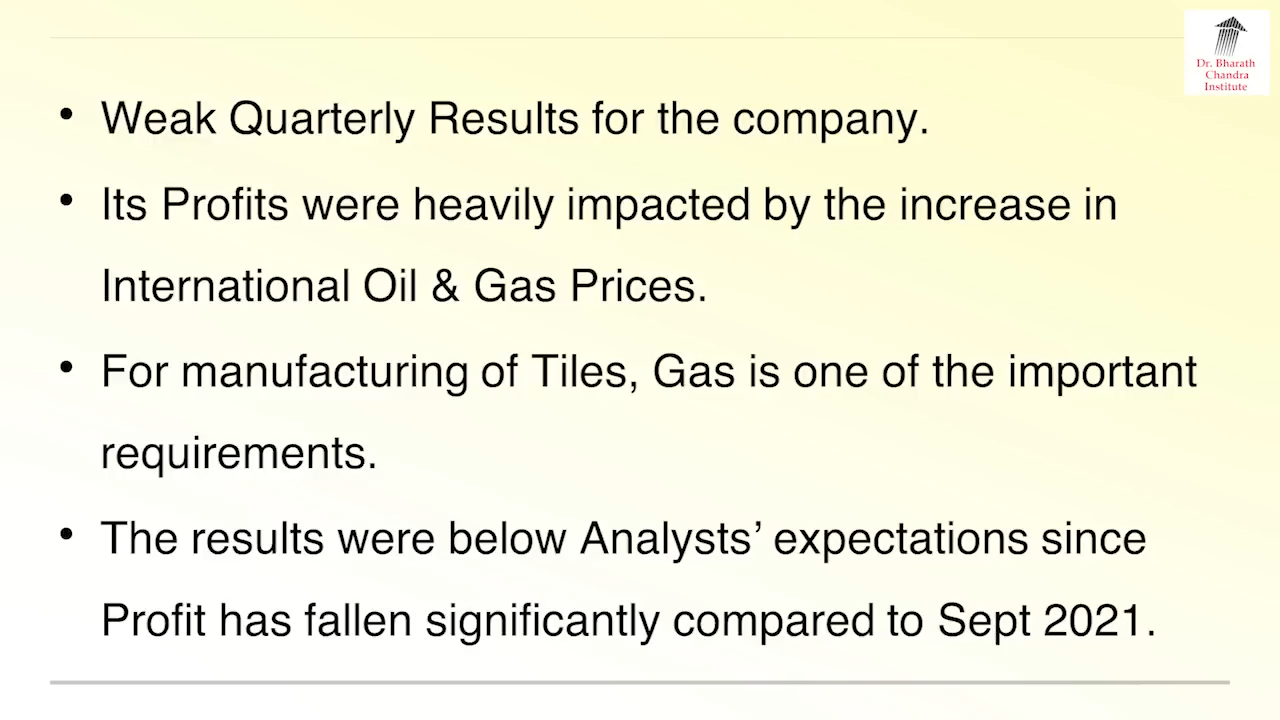 Dr. Bharath
Chandra
Institute
• Weak Quarterly Results for the company.
• Its Profits were heavily impacted by the increase in
International Oil & Gas Prices.
• For manufacturing of Tiles, Gas is one of the important
requirements.
• The results were below Analysts’ expectations since
Profit has fallen significantly compared to Sept 2021.